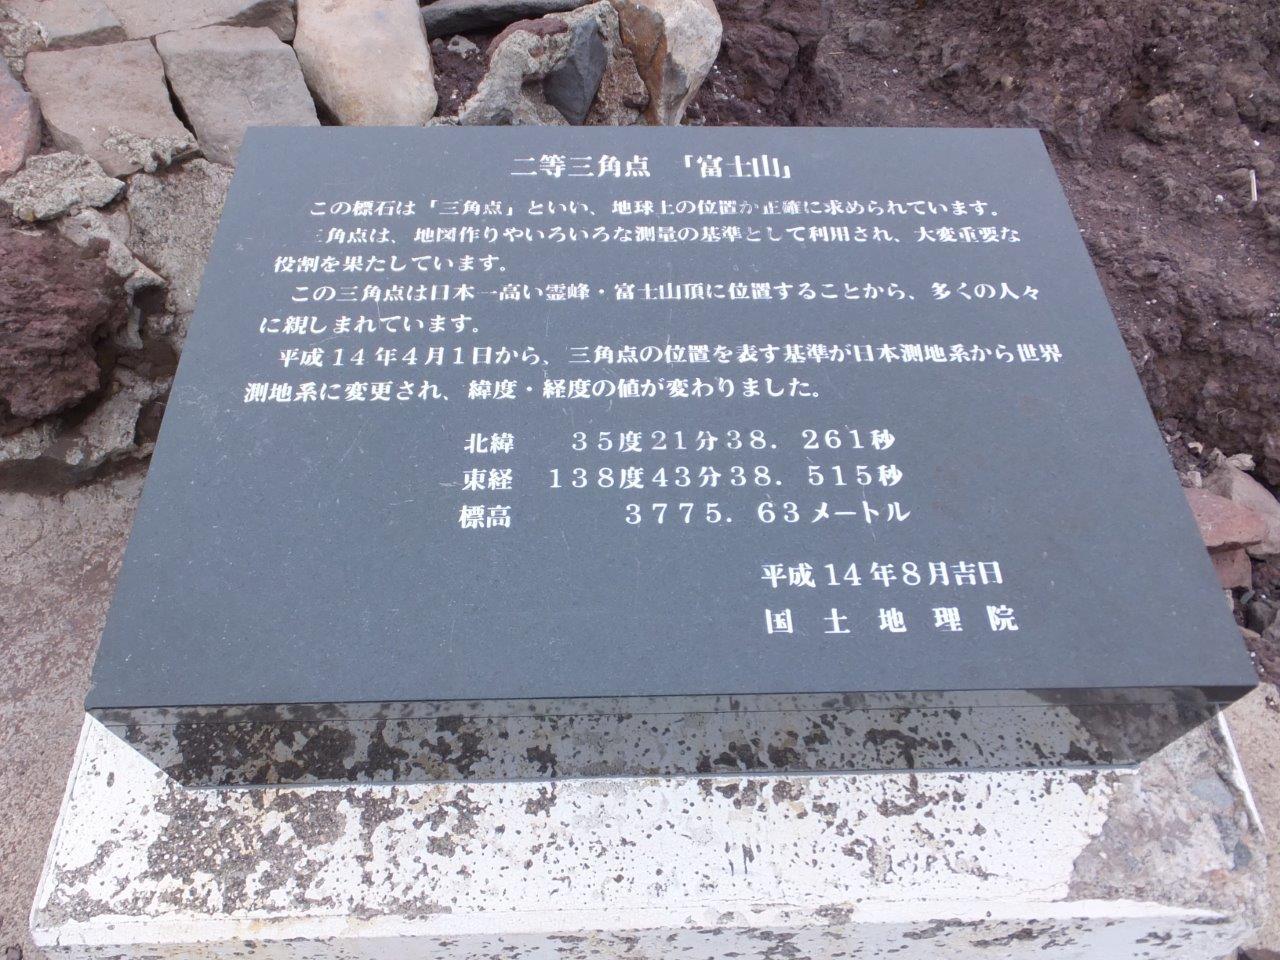 二等三角点 「富士山」
この標石は「三角点」といい、地球上の位置が正確に求められています。
三角点は、地図作りやいろいろな測量の基準として利用され、大変重要な
役割を果たしています。
この三角点は日本一高い霊峰・富士山頂に位置することから、多くの人々
に親しまれています。
平成14年4月1日から、三角点の位置を表す基準が日本測地系から世界
測地系に変更され、緯度・経度の値が変わりました。
北緯 35度21分38.261秒
東経 138度43分38.515秒
標高 3775.63メートル
平成14年8月吉日
国土地理院